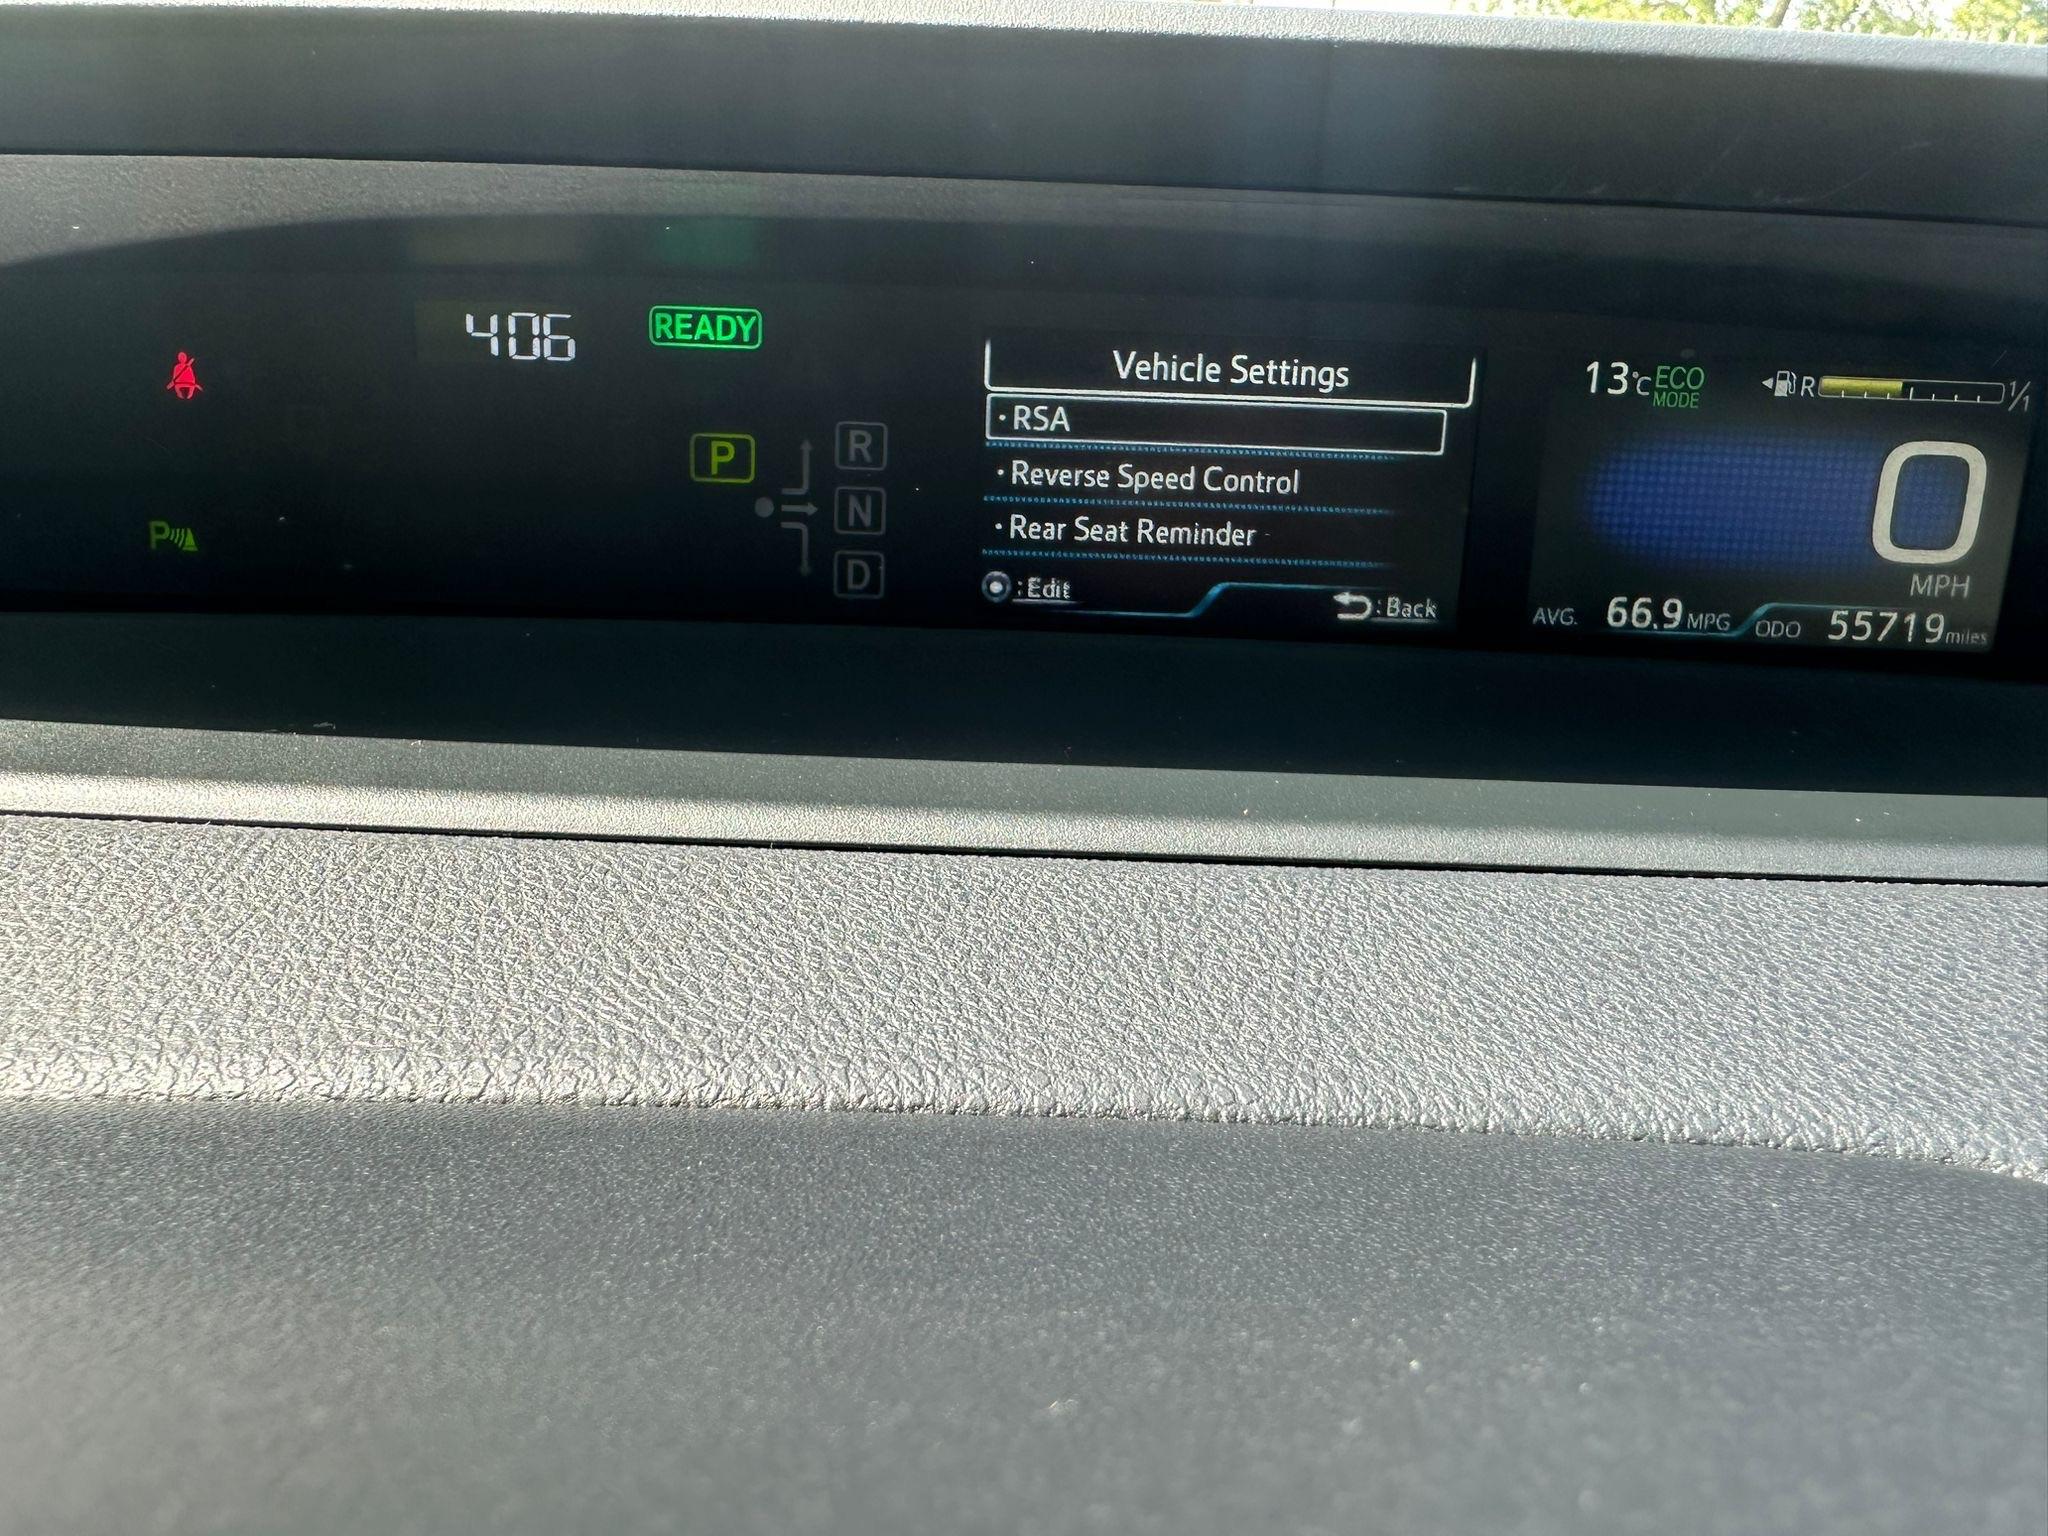 406
READY
P
R
N
D
Vehicle Settings
· RSA
· Reverse Speed Control
· Rear Seat Reminder
:Edit
:Back
13°C
ECO
MODE
R
1/1
0
MPH
AVG. 66.9 MPG
ODO 55719 miles
P